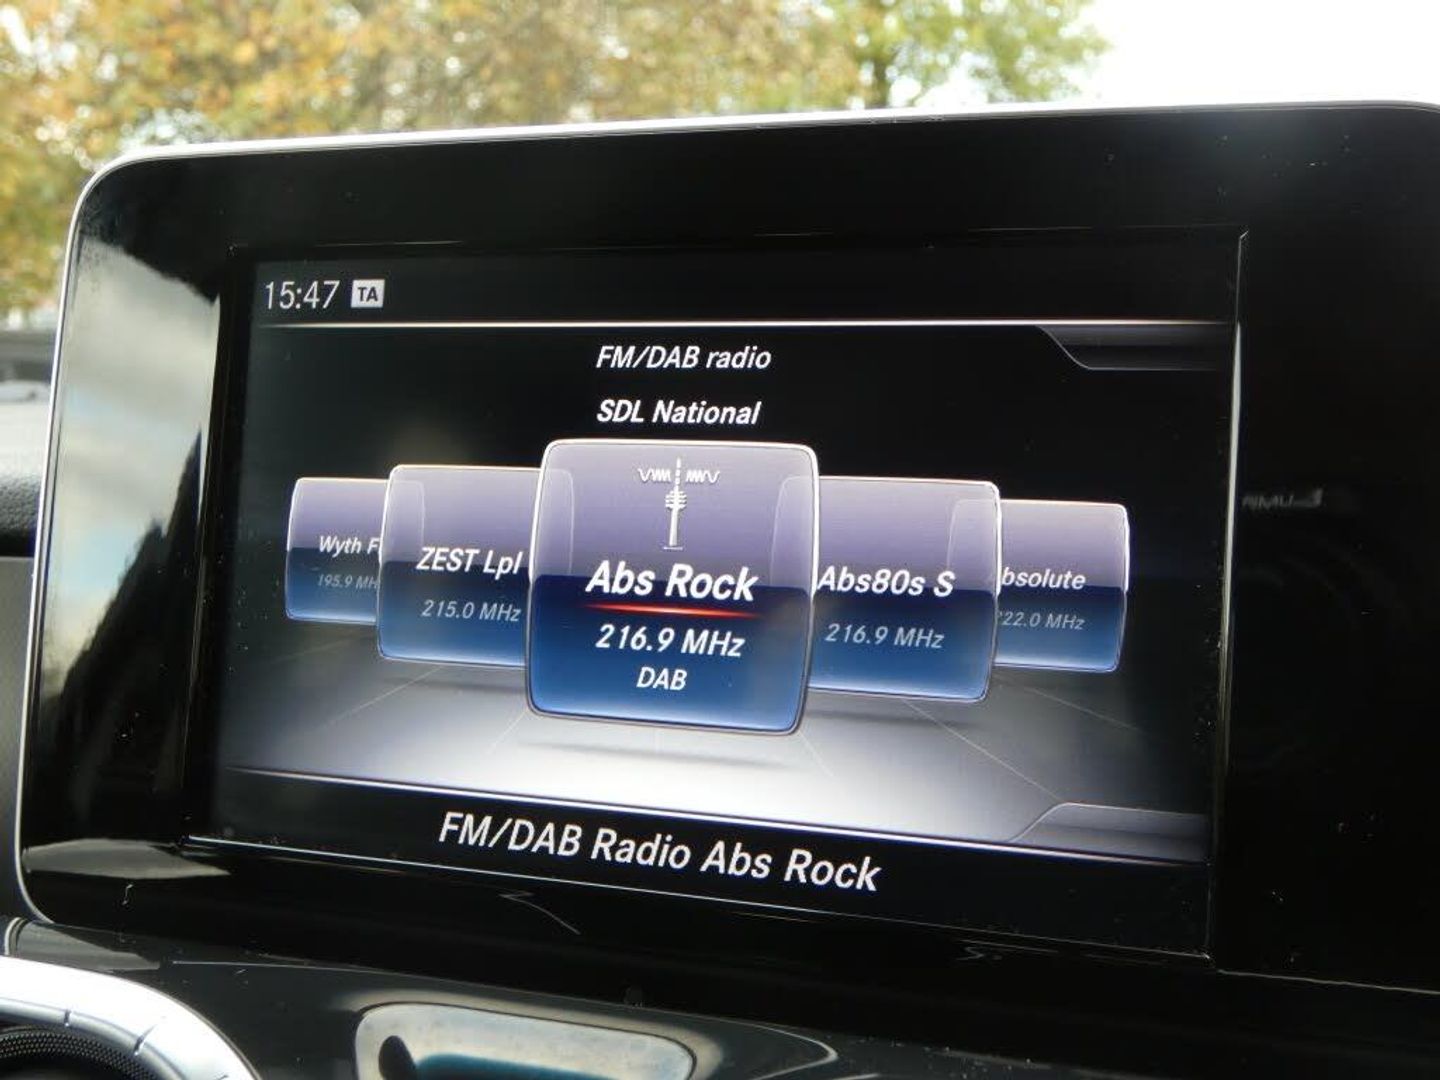 15:47 TA
FM/DAB radio
SDL National
Wyth F
195.9 MH
ZEST Lpl
215.0 MHz
Abs Rock
216.9 MHz
DAB
Abs80s S
216.9 MHz
bsolute
222.0 MHz
FM/DAB Radio Abs Rock